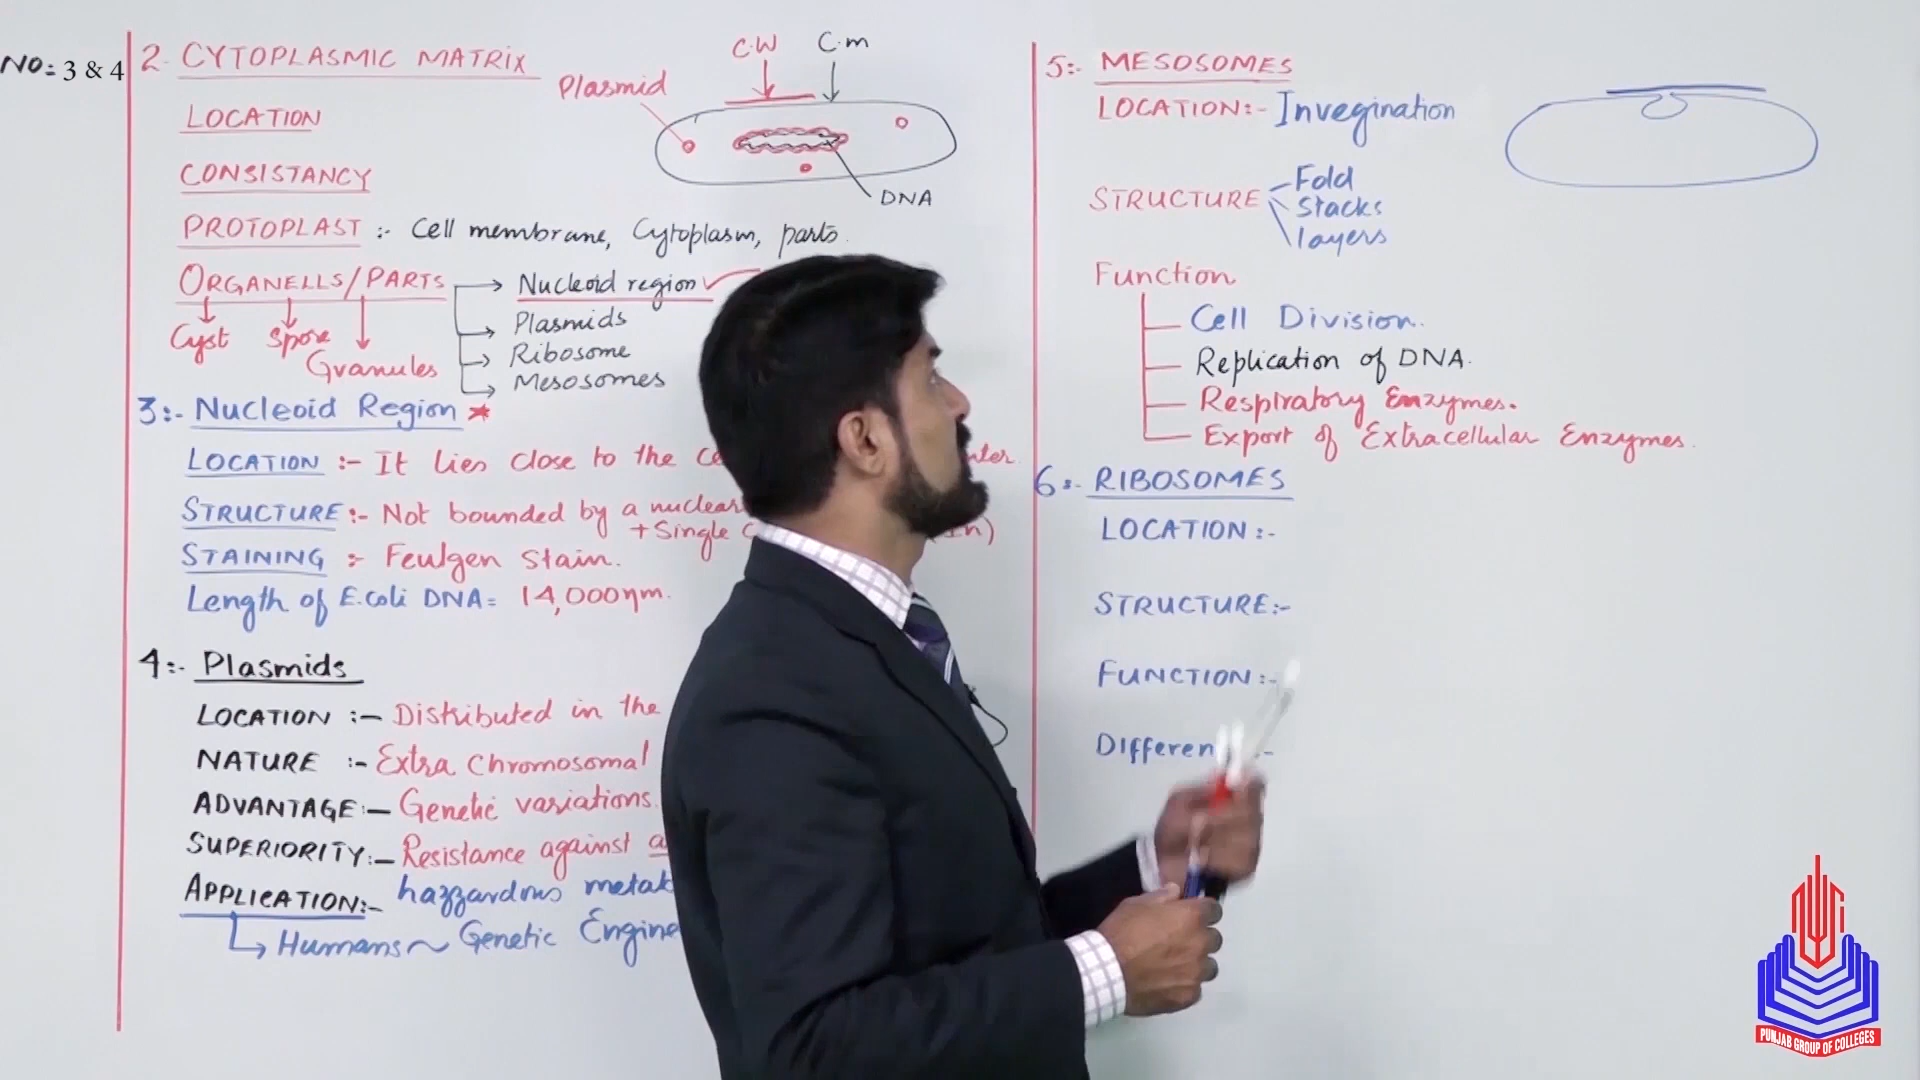 NO: 3 & 4
2- CYTOPLASMIC MATRIX
LOCATION
CONSISTANCY
PROTOPLAST :- Cell membrane, Cytoplasm, parts.
ORGANELLS/PARTS
Cyst Spore Granules
Nucleoid region
Plasmids
Ribosome
Mesosomes
C.W C.m
Plasmid
DNA
3:- Nucleoid Region *
LOCATION :- It lies close to the
STRUCTURE :- Not bounded by a nuclear
+Single
STAINING :- Feulgen Stain.
Length of E.coli DNA = 14,000 ηm.
4:- Plasmids
LOCATION :- Distributed in the
NATURE :- Extra Chromosomal
ADVANTAGE:- Genetic variations.
SUPERIORITY:- Resistance against
APPLICATION:- hazzardous
Humans ~ Genetic
5:- MESOSOMES
LOCATION:- Invegination
STRUCTURE
Fold
Stacks
layers
Function
Cell Division.
Replication of DNA.
Respiratory Enzymes.
Export of Extracellular Enzymes.
6:- RIBOSOMES
LOCATION :-
STRUCTURE:-
FUNCTION :-
PUNJAB GROUP OF COLLEGES